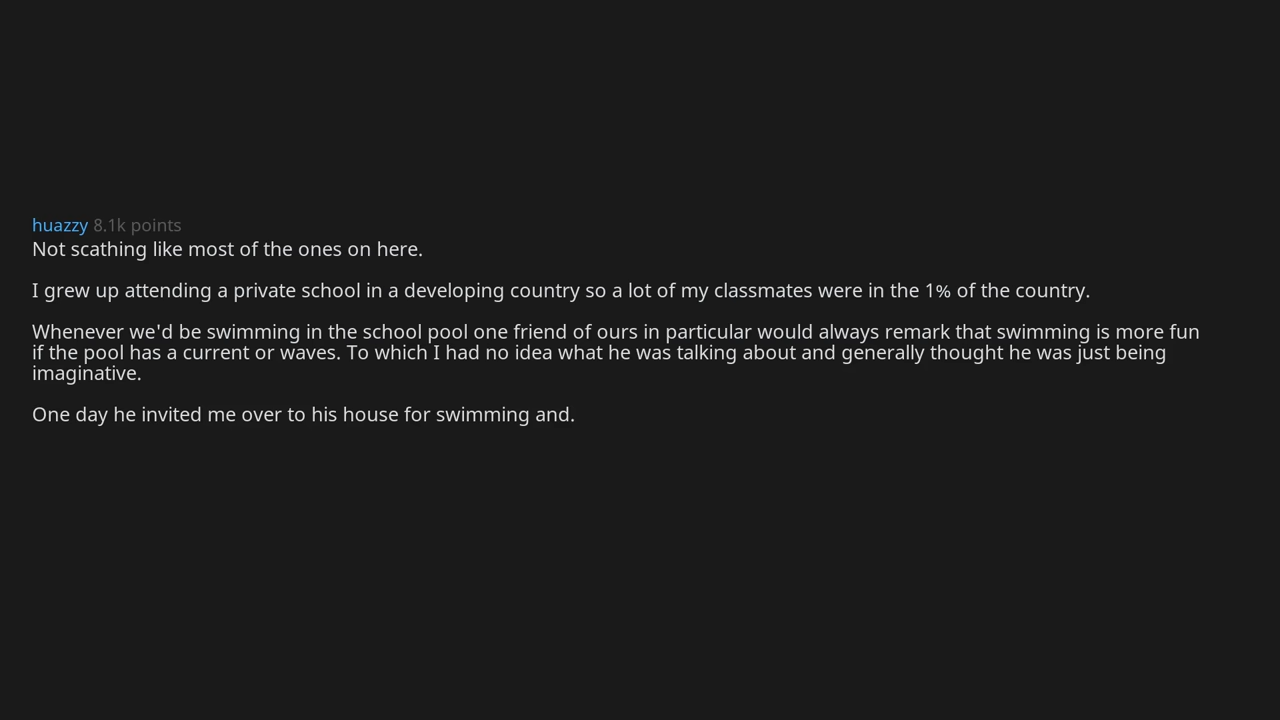 huazzy 8.1k points
Not scathing like most of the ones on here.
I grew up attending a private school in a developing country so a lot of my classmates were in the 1% of the country.
Whenever we'd be swimming in the school pool one friend of ours in particular would always remark that swimming is more fun
if the pool has a current or waves. To which I had no idea what he was talking about and generally thought he was just being
imaginative.
One day he invited me over to his house for swimming and.